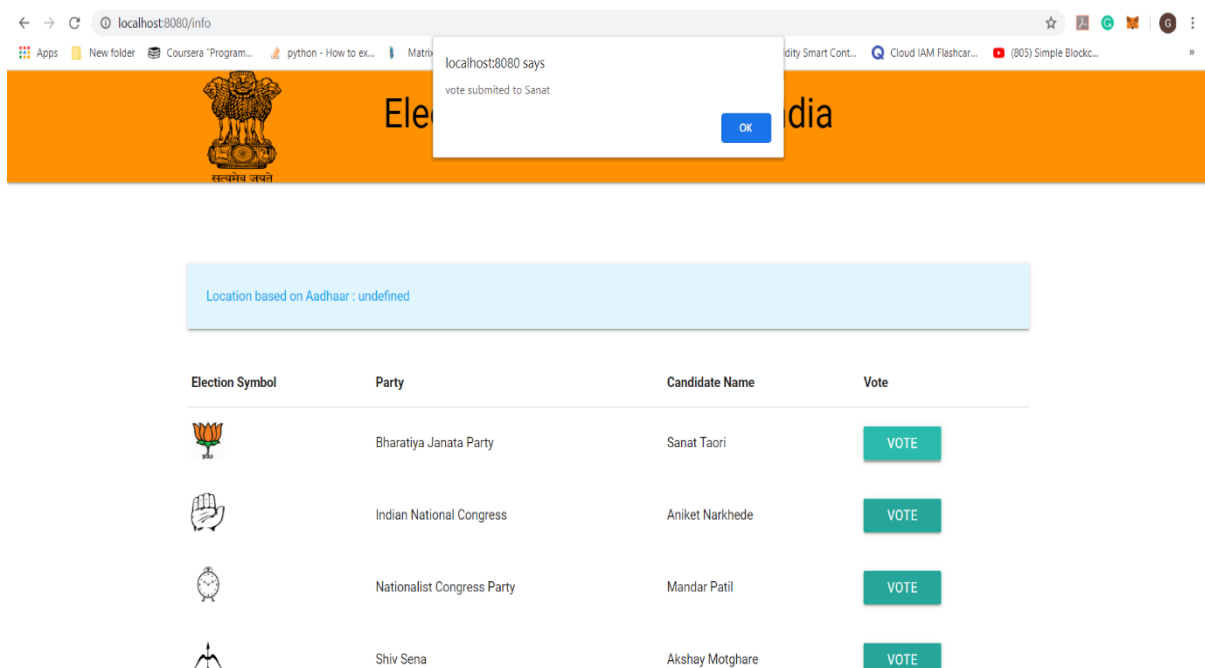 localhost:8080/info
G
Apps New folder Coursera "Program... python - How to ex... Matrix dity Smart Cont... Cloud IAM Flashcar... (805) Simple Blockc... »
localhost:8080 says
vote submited to Sanat
OK
Ele dia
सत्यमेव जयते
Location based on Aadhaar : undefined
Election Symbol Party Candidate Name Vote
Bharatiya Janata Party Sanat Taori VOTE
Indian National Congress Aniket Narkhede VOTE
Nationalist Congress Party Mandar Patil VOTE
Shiv Sena Akshay Motghare VOTE